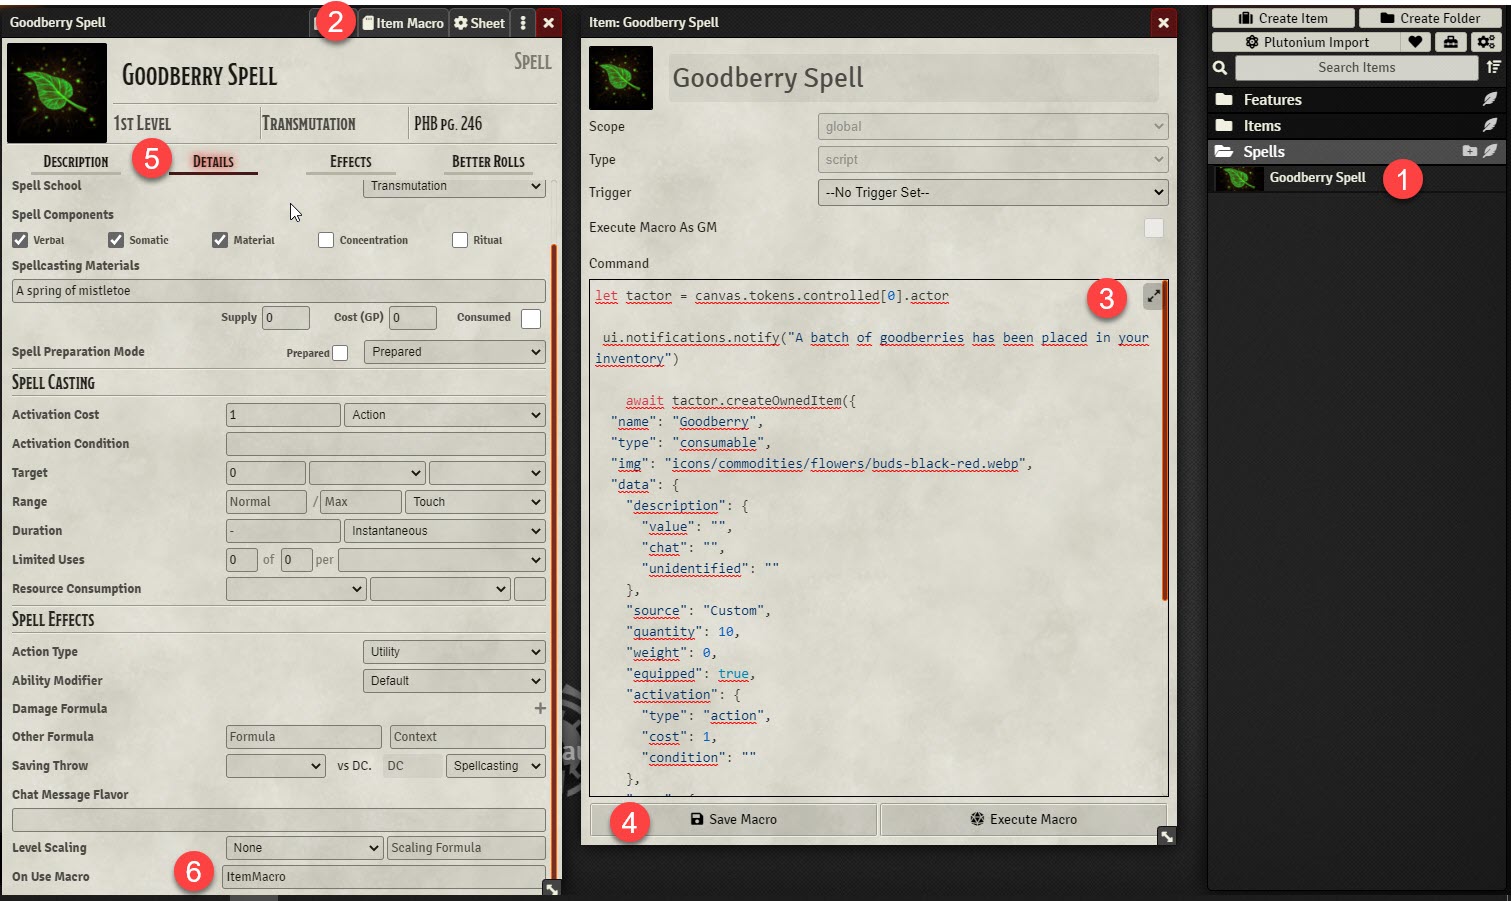 Goodberry Spell
2
Item Macro
Sheet
Goodberry Spell
Spell
1st Level
Transmutation
PHB pg. 246
Description
5
Details
Effects
Better Rolls
Spell School
Transmutation
Spell Components
Verbal
Somatic
Material
Concentration
Ritual
Spellcasting Materials
A spring of mistletoe
Supply 0 Cost (GP) 0 Consumed
Spell Preparation Mode Prepared Prepared
Spell Casting
Activation Cost 1 Action
Activation Condition
Target 0
Range Normal / Max Touch
Duration - Instantaneous
Limited Uses 0 of 0 per
Resource Consumption
Spell Effects
Action Type Utility
Ability Modifier Default
Damage Formula +
Other Formula Formula Context
Saving Throw vs DC. DC Spellcasting
Chat Message Flavor
Level Scaling None Scaling Formula
6
On Use Macro ItemMacro
Item: Goodberry Spell
Goodberry Spell
Scope global
Type script
Trigger --No Trigger Set--
Execute Macro As GM
Command
3
let tactor = canvas.tokens.controlled[0].actor
ui.notifications.notify("A batch of goodberries has been placed in your
inventory")
await tactor.createOwnedItem({
"name": "Goodberry",
"type": "consumable",
"img": "icons/commodities/flowers/buds-black-red.webp",
"data": {
"description": {
"value": "",
"chat": "",
"unidentified": ""
},
"source": "Custom",
"quantity": 10,
"weight": 0,
"equipped": true,
"activation": {
"type": "action",
"cost": 1,
"condition": ""
},
4
Save Macro
Execute Macro
Create Item
Create Folder
Plutonium Import
Search Items
Features
Items
Spells
Goodberry Spell
1